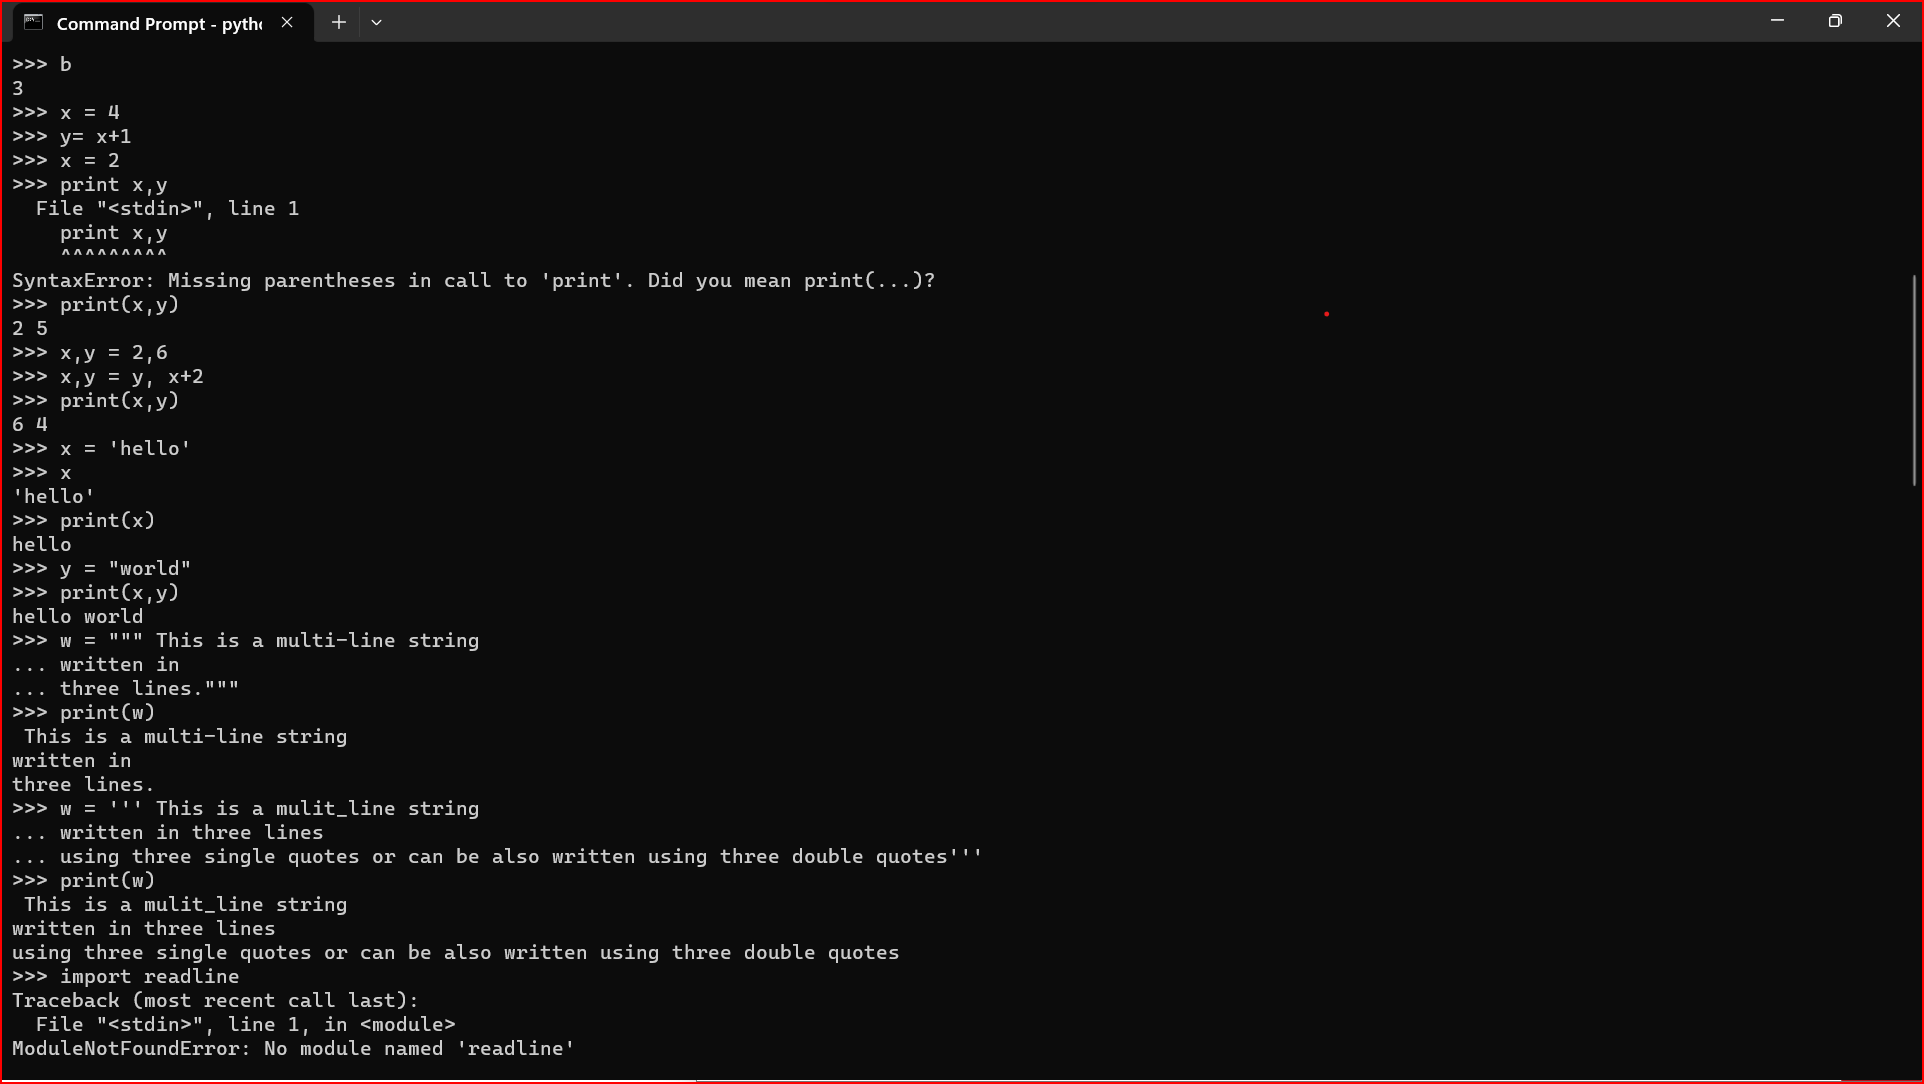 Command Prompt - pytho
>>> b
3
>>> x = 4
>>> y= x+1
>>> x = 2
>>> print x,y
  File "<stdin>", line 1
    print x,y
    ^^^^^^^^^
SyntaxError: Missing parentheses in call to 'print'. Did you mean print(...)?
>>> print(x,y)
2 5
>>> x,y = 2,6
>>> x,y = y, x+2
>>> print(x,y)
6 4
>>> x = 'hello'
>>> x
'hello'
>>> print(x)
hello
>>> y = "world"
>>> print(x,y)
hello world
>>> w = """ This is a multi-line string
... written in
... three lines."""
>>> print(w)
 This is a multi-line string
written in
three lines.
>>> w = ''' This is a mulit_line string
... written in three lines
... using three single quotes or can be also written using three double quotes'''
>>> print(w)
 This is a mulit_line string
written in three lines
using three single quotes or can be also written using three double quotes
>>> import readline
Traceback (most recent call last):
  File "<stdin>", line 1, in <module>
ModuleNotFoundError: No module named 'readline'